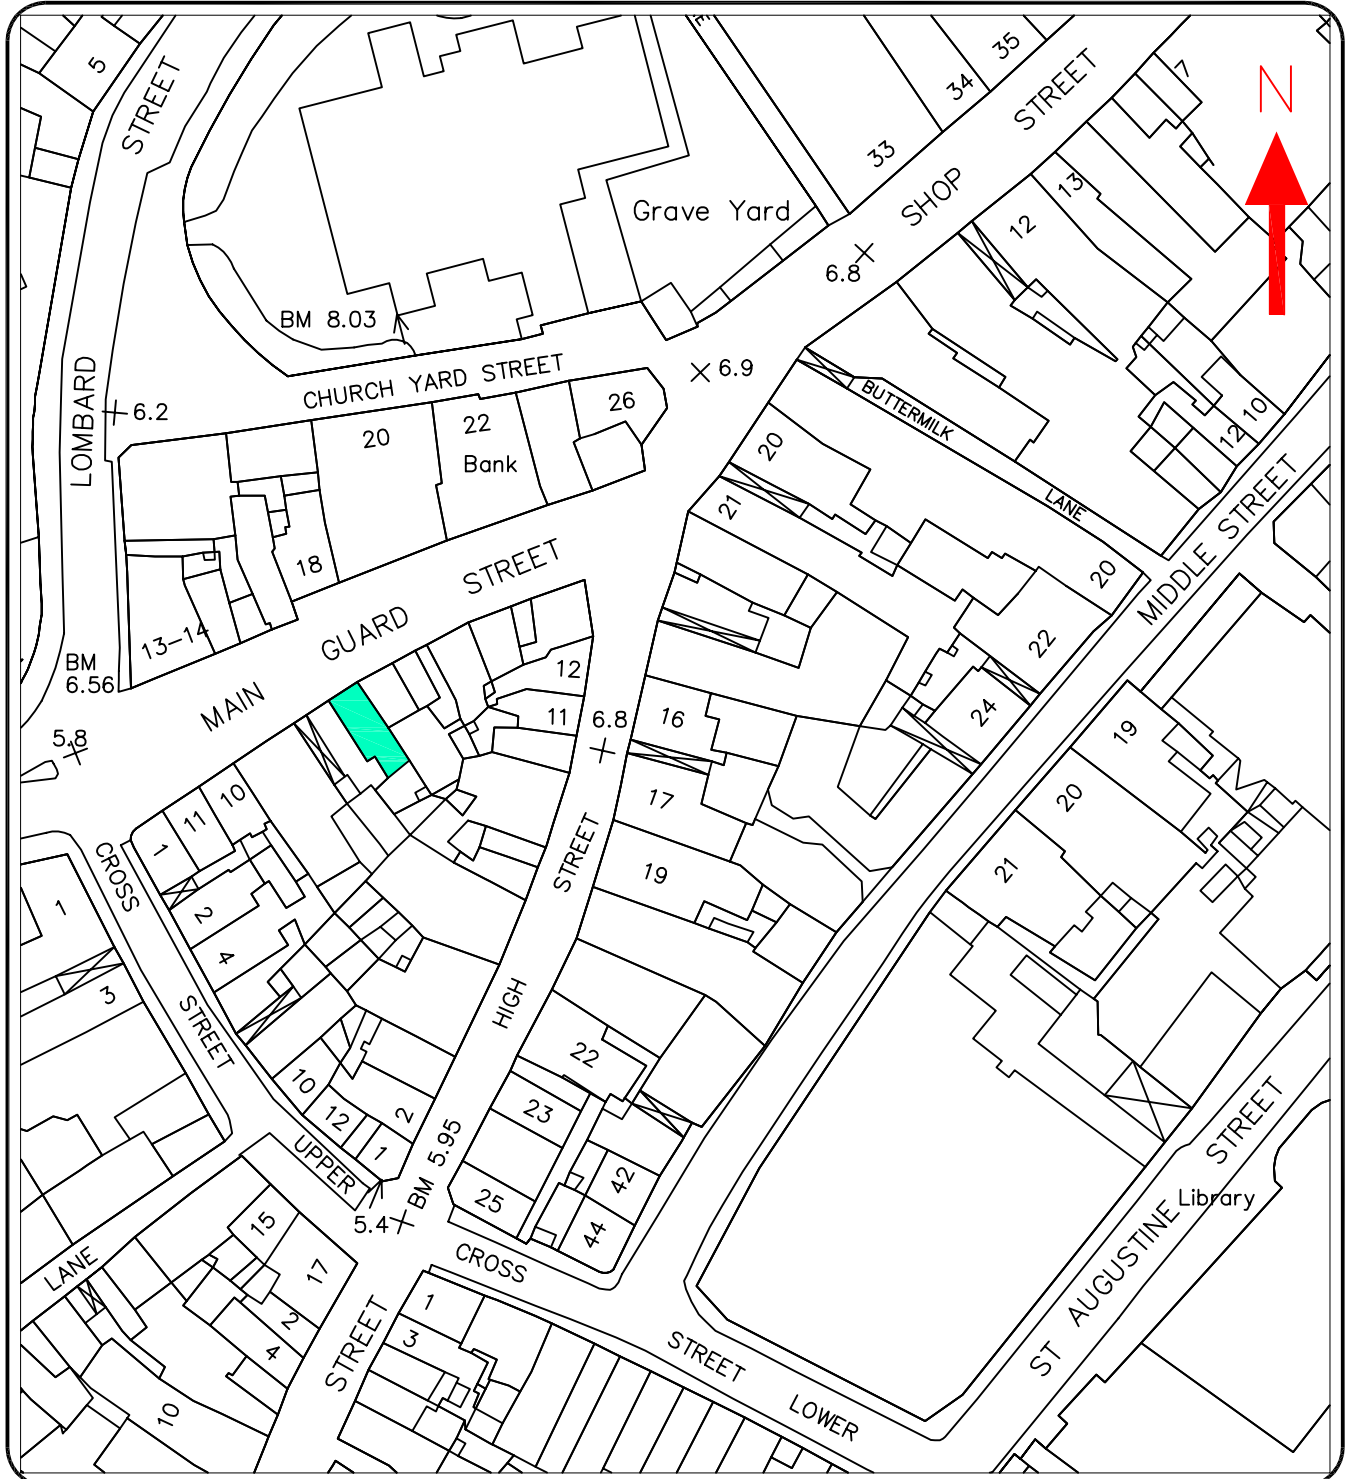 5
STREET
35
34
33
STREET
7
N
SHOP
13
12
Grave Yard
6.8
BM 8.03
CHURCH YARD STREET
6.9
LOMBARD
6.2
20
22
Bank
26
BUTTERMILK
LANE
10
12
20
21
MIDDLE STREET
20
22
24
18
13-14
BM
6.56
5.8
MAIN
GUARD
STREET
12
11
6.8
16
17
19
10
11
1
CROSS
2
4
1
3
STREET
HIGH
STREET
19
20
21
22
23
25
42
44
10
12
1
2
UPPER
BM 5.95
5.4
LANE
15
17
2
4
10
STREET
1
3
CROSS
STREET
LOWER
ST AUGUSTINE
STREET
Library